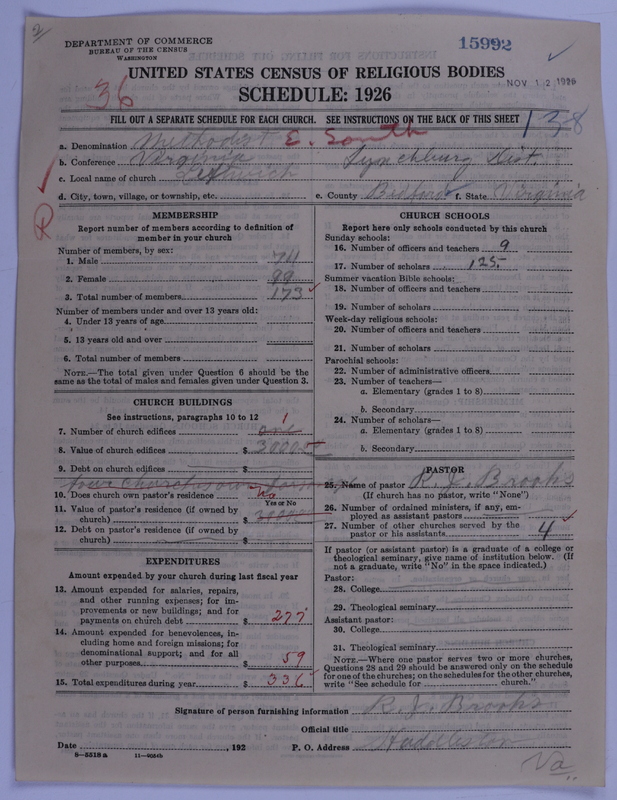 2
DEPARTMENT OF COMMERCE
BUREAU OF THE CENSUS
WASHINGTON
15992
UNITED STATES CENSUS OF RELIGIOUS BODIES
NOV 12 1926
36
SCHEDULE: 1926
FILL OUT A SEPARATE SCHEDULE FOR EACH CHURCH. SEE INSTRUCTIONS ON THE BACK OF THIS SHEET
138
a. Denomination Methodist E. South
b. Conference Virginia Lynchburg Dist.
c. Local name of church Leftwich
d. City, town, village, or township, etc. e. County Bedford f. State Virginia
R
MEMBERSHIP
Report number of members according to definition of
member in your church
Number of members, by sex:
1. Male 74
2. Female 99
3. Total number of members 173
Number of members under and over 13 years old:
4. Under 13 years of age
5. 13 years old and over
6. Total number of members
NOTE.—The total given under Question 6 should be the
same as the total of males and females given under Question 3.
CHURCH BUILDINGS
See instructions, paragraphs 10 to 12
1
7. Number of church edifices one
8. Value of church edifices $ 3000.00
9. Debt on church edifices $
10. Does church own pastor's residence No
Yes or No
11. Value of pastor's residence (if owned by
church) $
12. Debt on pastor's residence (if owned by
church) $
EXPENDITURES
Amount expended by your church during last fiscal year
13. Amount expended for salaries, repairs,
and other running expenses; for im-
provements or new buildings; and for
payments on church debt $ 277
14. Amount expended for benevolences, in-
cluding home and foreign missions; for
denominational support; and for all
other purposes $ 59
15. Total expenditures during year $ 336
CHURCH SCHOOLS
Report here only schools conducted by this church
Sunday schools:
16. Number of officers and teachers 9
17. Number of scholars 125
Summer vacation Bible schools:
18. Number of officers and teachers
19. Number of scholars
Week-day religious schools:
20. Number of officers and teachers
21. Number of scholars
Parochial schools:
22. Number of administrative officers
23. Number of teachers—
a. Elementary (grades 1 to 8)
b. Secondary
24. Number of scholars—
a. Elementary (grades 1 to 8)
b. Secondary
PASTOR
25. Name of pastor R. J. Brooks
(If church has no pastor, write "None")
26. Number of ordained ministers, if any, em-
ployed as assistant pastors
27. Number of other churches served by the
pastor or his assistants 4
If pastor (or assistant pastor) is a graduate of a college or
theological seminary, give name of institution below. (If
not a graduate, write "No" in the space indicated.)
Pastor:
28. College
29. Theological seminary
Assistant pastor:
30. College
31. Theological seminary
NOTE.—Where one pastor serves two or more churches,
Questions 28 and 29 should be answered only on the schedule
for one of the churches; on the schedules for the other churches,
write "See schedule for church."
Signature of person furnishing information R. J. Brooks
Official title
Date , 192 P. O. Address Huddleston
8—5518 a 11—9054b
Va